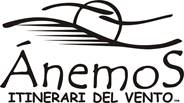 ÁnemoS
ITINERARI DEL VENTO